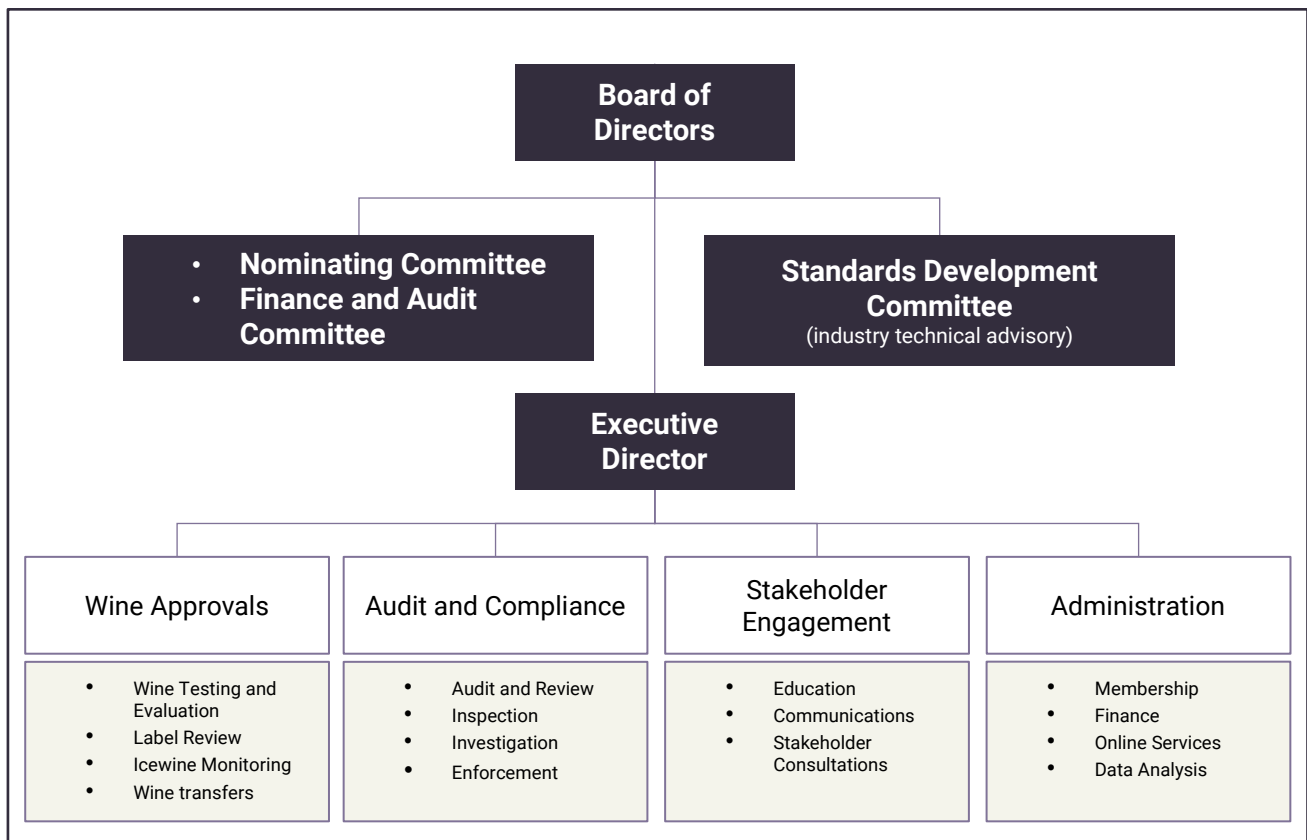 Board of
Directors
• Nominating Committee
• Finance and Audit
Committee
Standards Development
Committee
(industry technical advisory)
Executive
Director
Wine Approvals
Audit and Compliance
Stakeholder
Engagement
Administration
• Wine Testing and
Evaluation
• Label Review
• Icewine Monitoring
• Wine transfers
• Audit and Review
• Inspection
• Investigation
• Enforcement
• Education
• Communications
• Stakeholder
Consultations
• Membership
• Finance
• Online Services
• Data Analysis